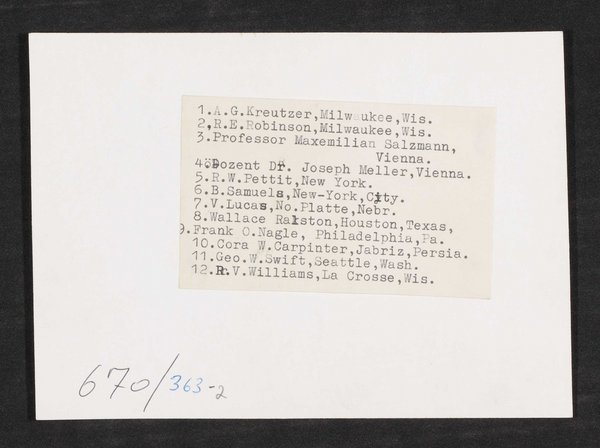 1.A.G.Kreutzer,Milwaukee,Wis.
2,R.E.Robinson,Milwaukee,Wis.
3.Professor Maxemilian Salzmann,
Vienna.
4.Dozent Dr. Joseph Meller,Vienna.
5.R.W.Pettit,New York.
6.B.Samuels,New-York,City.
7.V.Lucas,No.Platte,Nebr.
8.Wallace Ralston,Houston,Texas,
9.Frank O.Nagle, Philadelphia,Pa.
10.Cora W.Carpinter,Jabriz,Persia.
11.Geo.W.Swift,Seattle,Wash.
12.R.V.Williams,La Crosse,Wis.
670/363-2